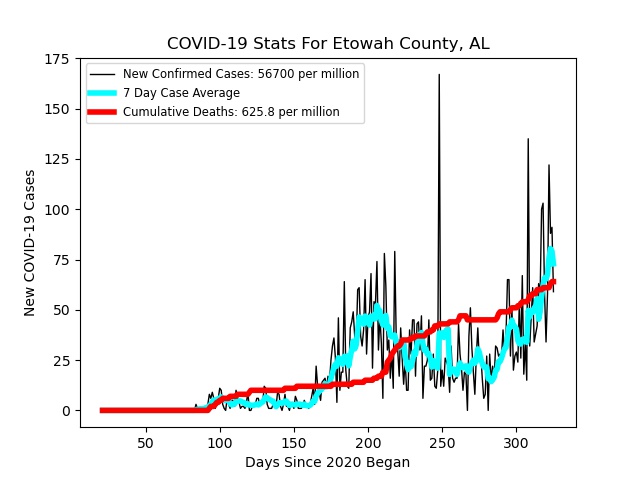 COVID-19 Stats For Etowah County, AL
New Confirmed Cases: 56700 per million
7 Day Case Average
Cumulative Deaths: 625.8 per million
175
150
125
100
75
50
25
0
New COVID-19 Cases
50 100 150 200 250 300
Days Since 2020 Began